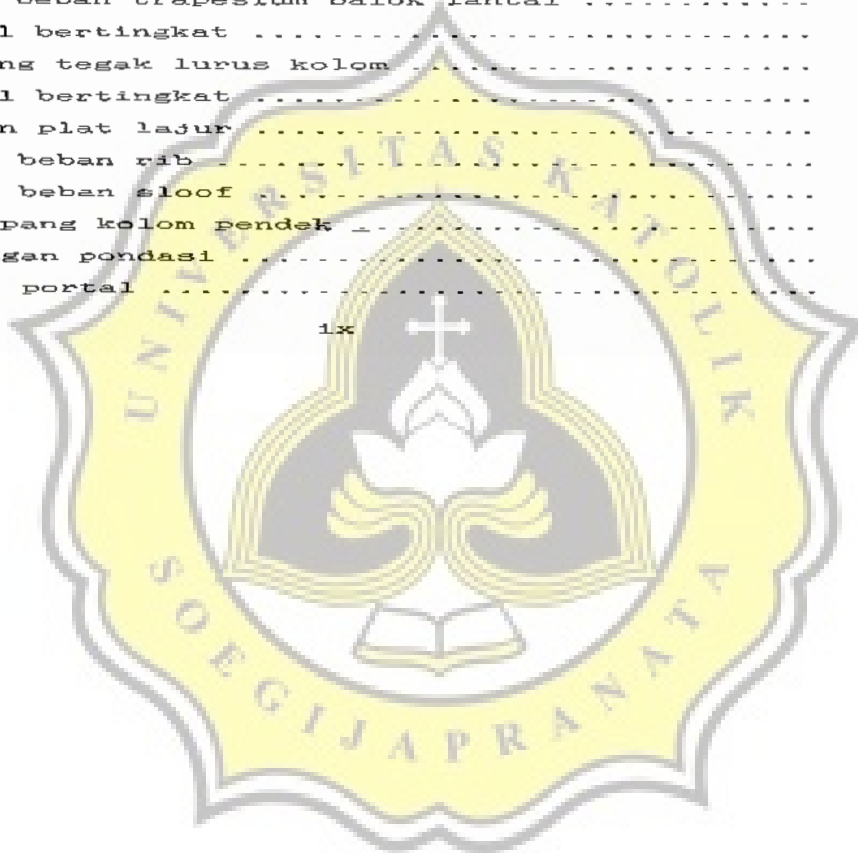 beban trapesium balok lantai ............
l bertingkat ............................
ng tegak lurus kolom ....................
l bertingkat ............................
n plat lajur ............................
beban rib ...............................
beban sloof .............................
pang kolom pendek .......................
gan pondasi .............................
portal ..................................
ix
UNIVERSITAS KATOLIK
SOEGIJAPRANATA